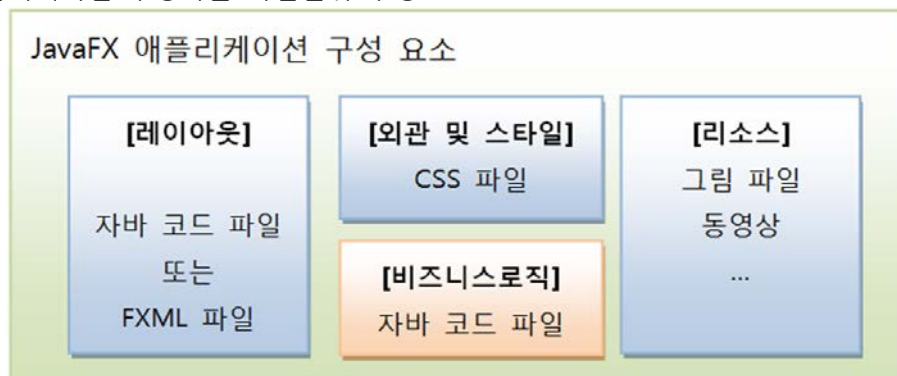 JavaFX 애플리케이션 구성 요소
[레이아웃]
자바 코드 파일
또는
FXML 파일
[외관 및 스타일]
CSS 파일
[비즈니스로직]
자바 코드 파일
[리소스]
그림 파일
동영상
...